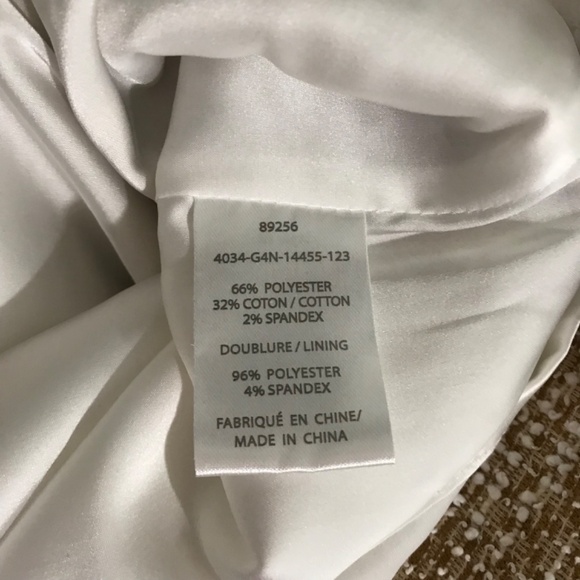 89256
4034-G4N-14455-123
66% POLYESTER
32% COTON / COTTON
2% SPANDEX
DOUBLURE / LINING
96% POLYESTER
4% SPANDEX
FABRIQUÉ EN CHINE/
MADE IN CHINA